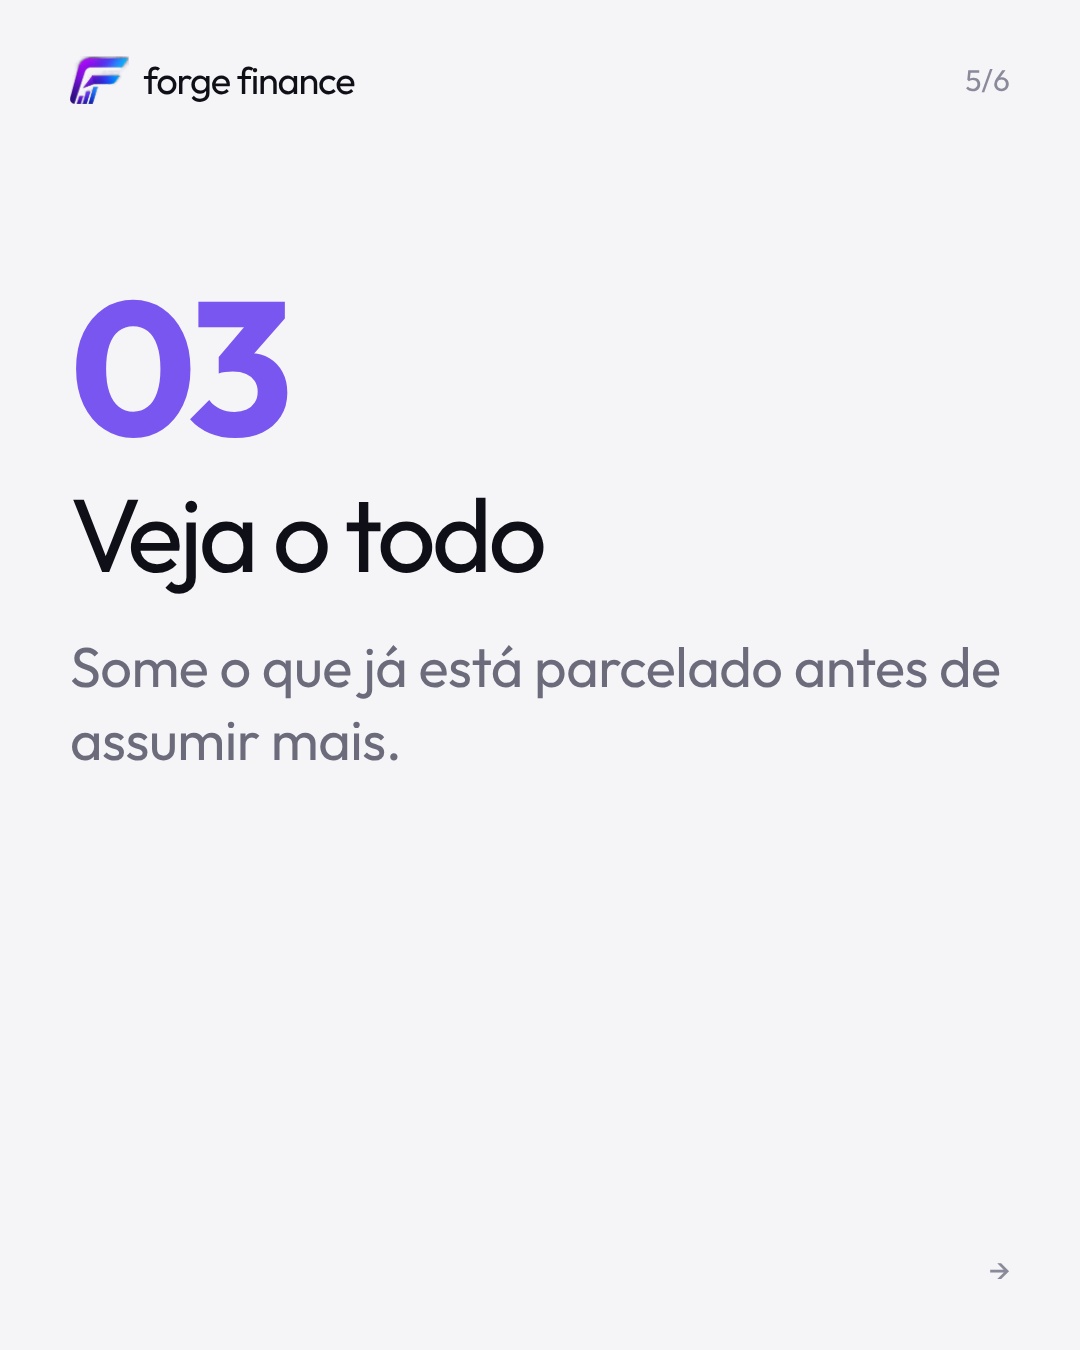 forge finance
5/6
03
Veja o todo
Some o que já está parcelado antes de
assumir mais.
→